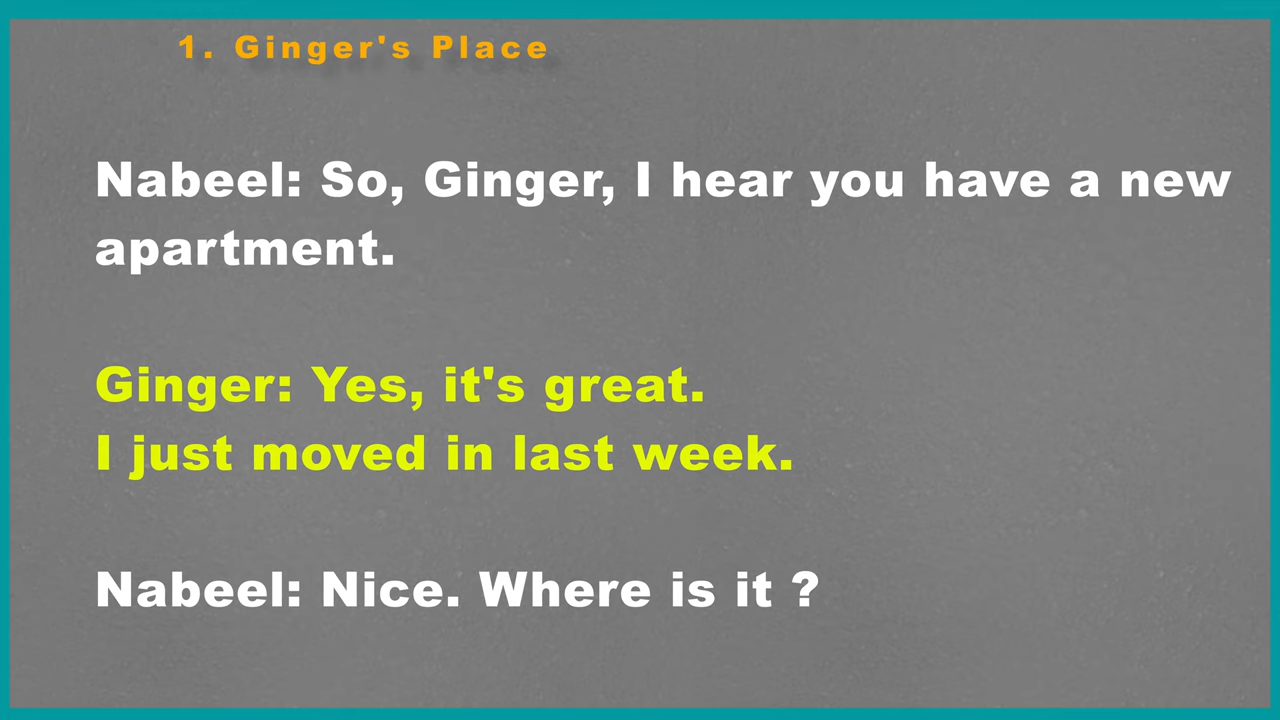 1. Ginger's Place
Nabeel: So, Ginger, I hear you have a new
apartment.
Ginger: Yes, it's great.
I just moved in last week.
Nabeel: Nice. Where is it ?